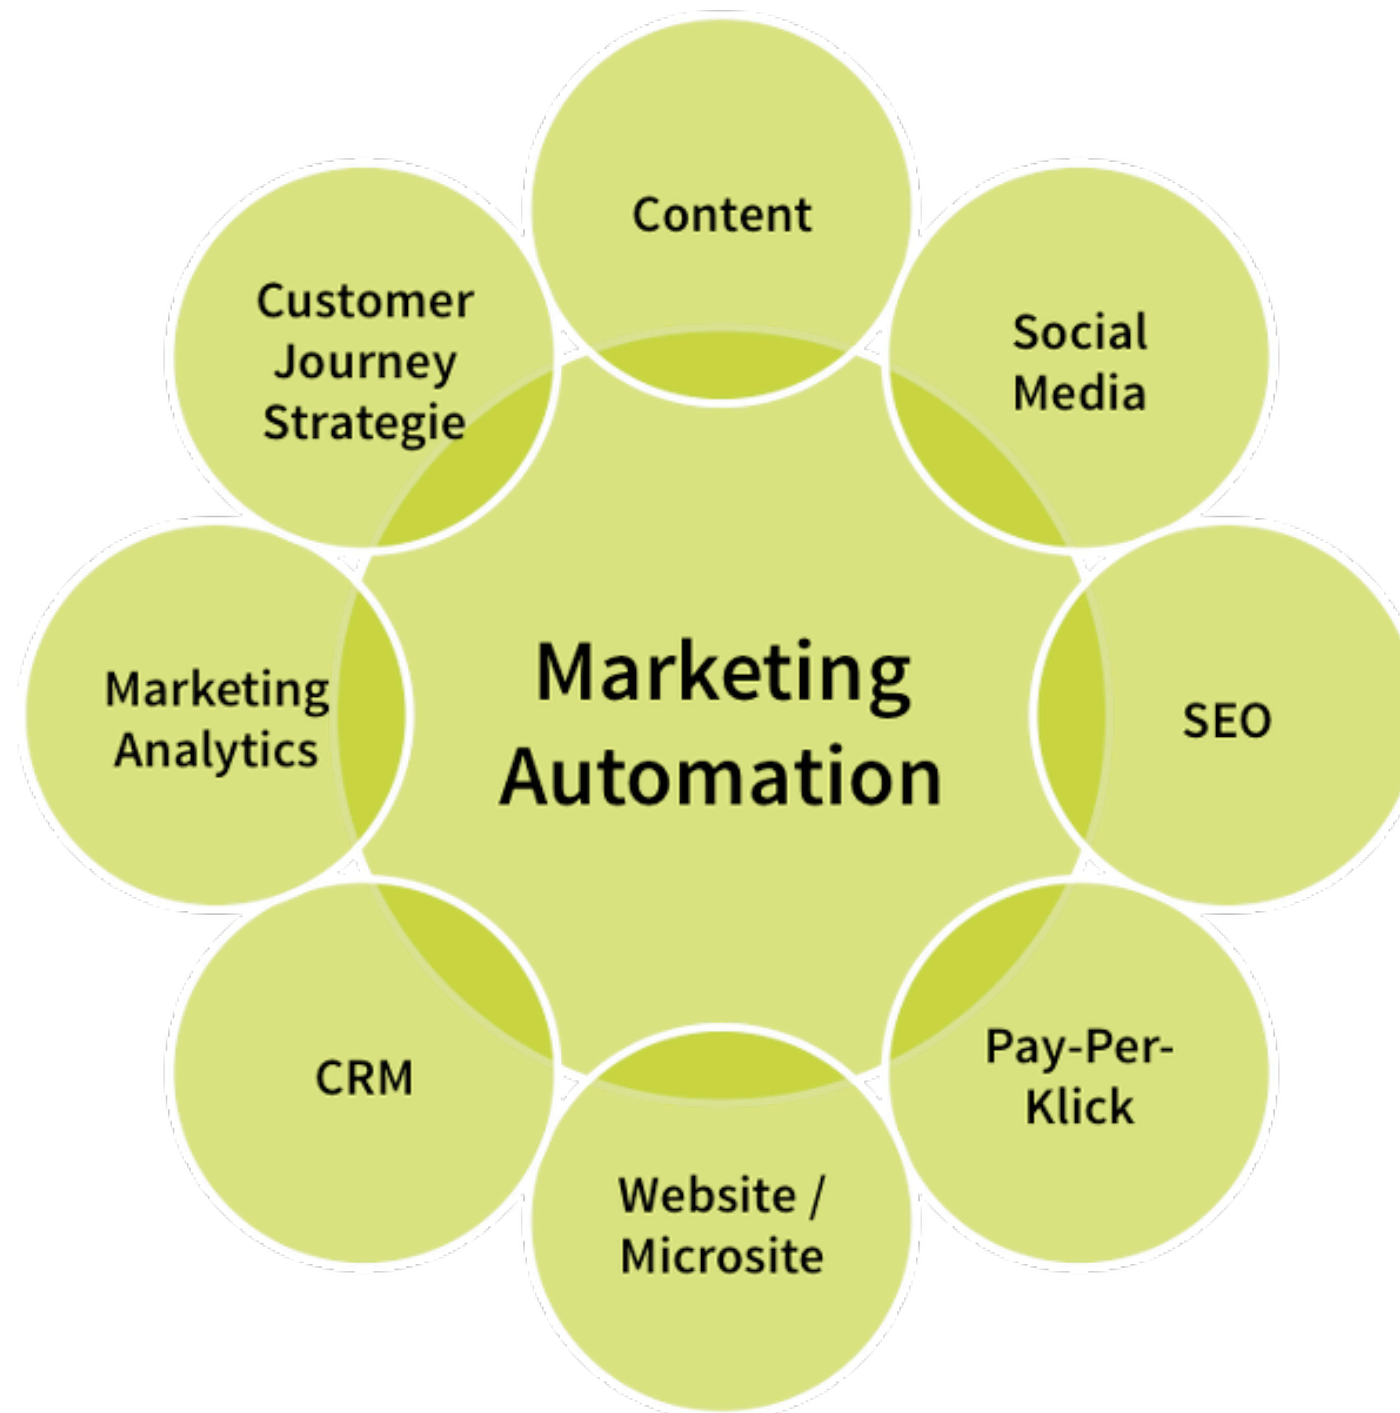 Content
Customer
Journey
Strategie
Social
Media
Marketing
Analytics
Marketing
Automation
SEO
CRM
Pay-Per-
Klick
Website /
Microsite